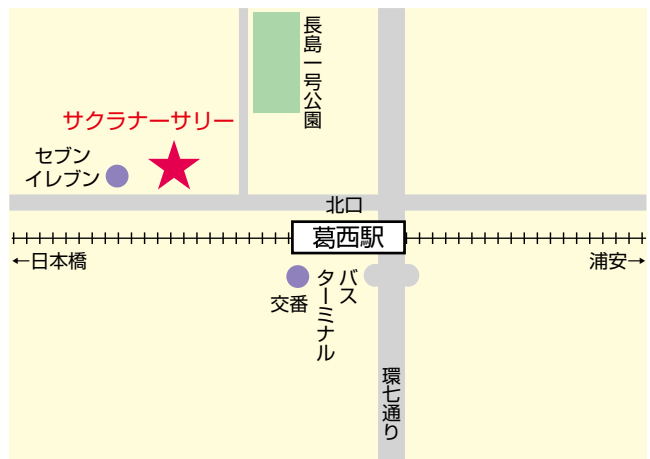 長島一号公園
サクラナーサリー
セブン
イレブン
北口
葛西駅
←日本橋
浦安→
交番
バス
ターミナル
環七通り